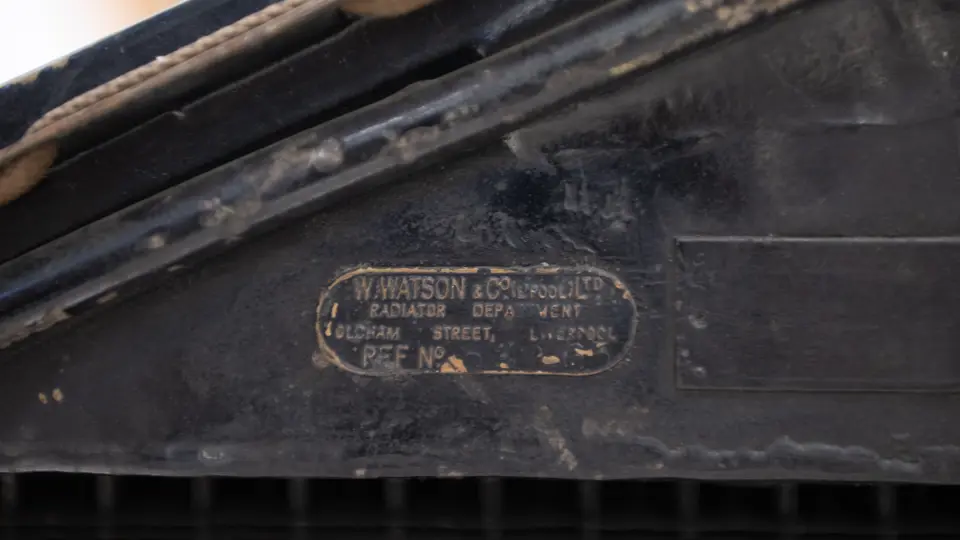 W. WATSON & Co (L'POOL) LTD
RADIATOR DEPARTMENT
OLDHAM STREET, LIVERPOOL
REF No